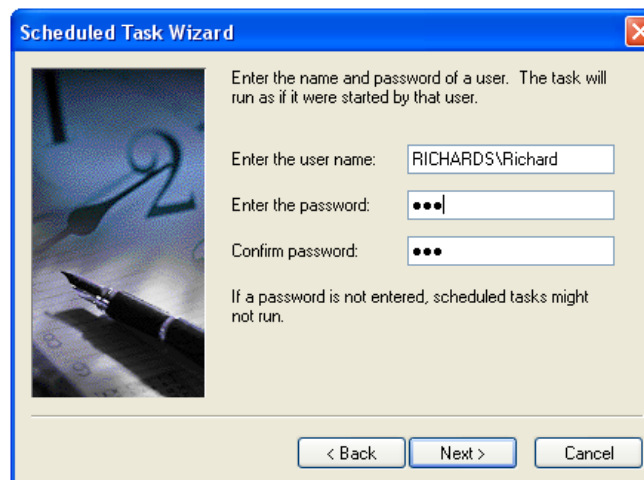 Scheduled Task Wizard
Enter the name and password of a user. The task will
run as if it were started by that user.
Enter the user name: RICHARDS\Richard
Enter the password: ●●●
Confirm password: ●●●
If a password is not entered, scheduled tasks might
not run.
< Back Next > Cancel